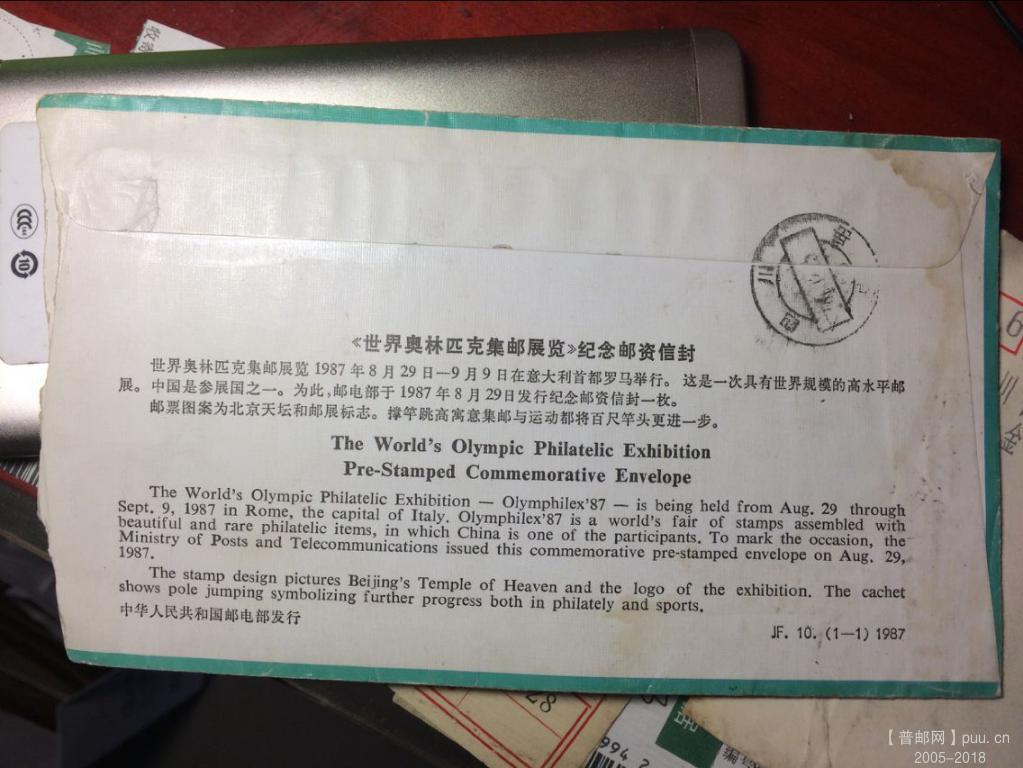 《世界奥林匹克集邮展览》纪念邮资信封
世界奥林匹克集邮展览 1987 年 8 月 29 日—9 月 9 日在意大利首都罗马举行。 这是一次具有世界规模的高水平邮
展。中国是参展国之一。为此,邮电部于 1987 年 8 月 29日发行纪念邮资信封一枚。
邮票图案为北京天坛和邮展标志。撑竿跳高寓意集邮与运动都将百尺竿头更进一步。
The World's Olympic Philatelic Exhibition
Pre-Stamped Commemorative Envelope
The World's Olympic Philatelic Exhibition — Olymphilex'87 — is being held from Aug. 29 through
Sept. 9, 1987 in Rome, the capital of Italy. Olymphilex'87 is a world's fair of stamps assembled with
beautiful and rare philatelic items, in which China is one of the participants. To mark the occasion, the
Ministry of Posts and Telecommunications issued this commemorative pre-stamped envelope on Aug. 29,
1987.
The stamp design pictures Beijing's Temple of Heaven and the logo of the exhibition. The cachet
shows pole jumping symbolizing further progress both in philately and sports.
中华人民共和国邮电部发行
JF. 10. (1—1) 1987
四川
CCC
10
6
川
28
994 2
编号
【普邮网】puu.cn
2005-2018